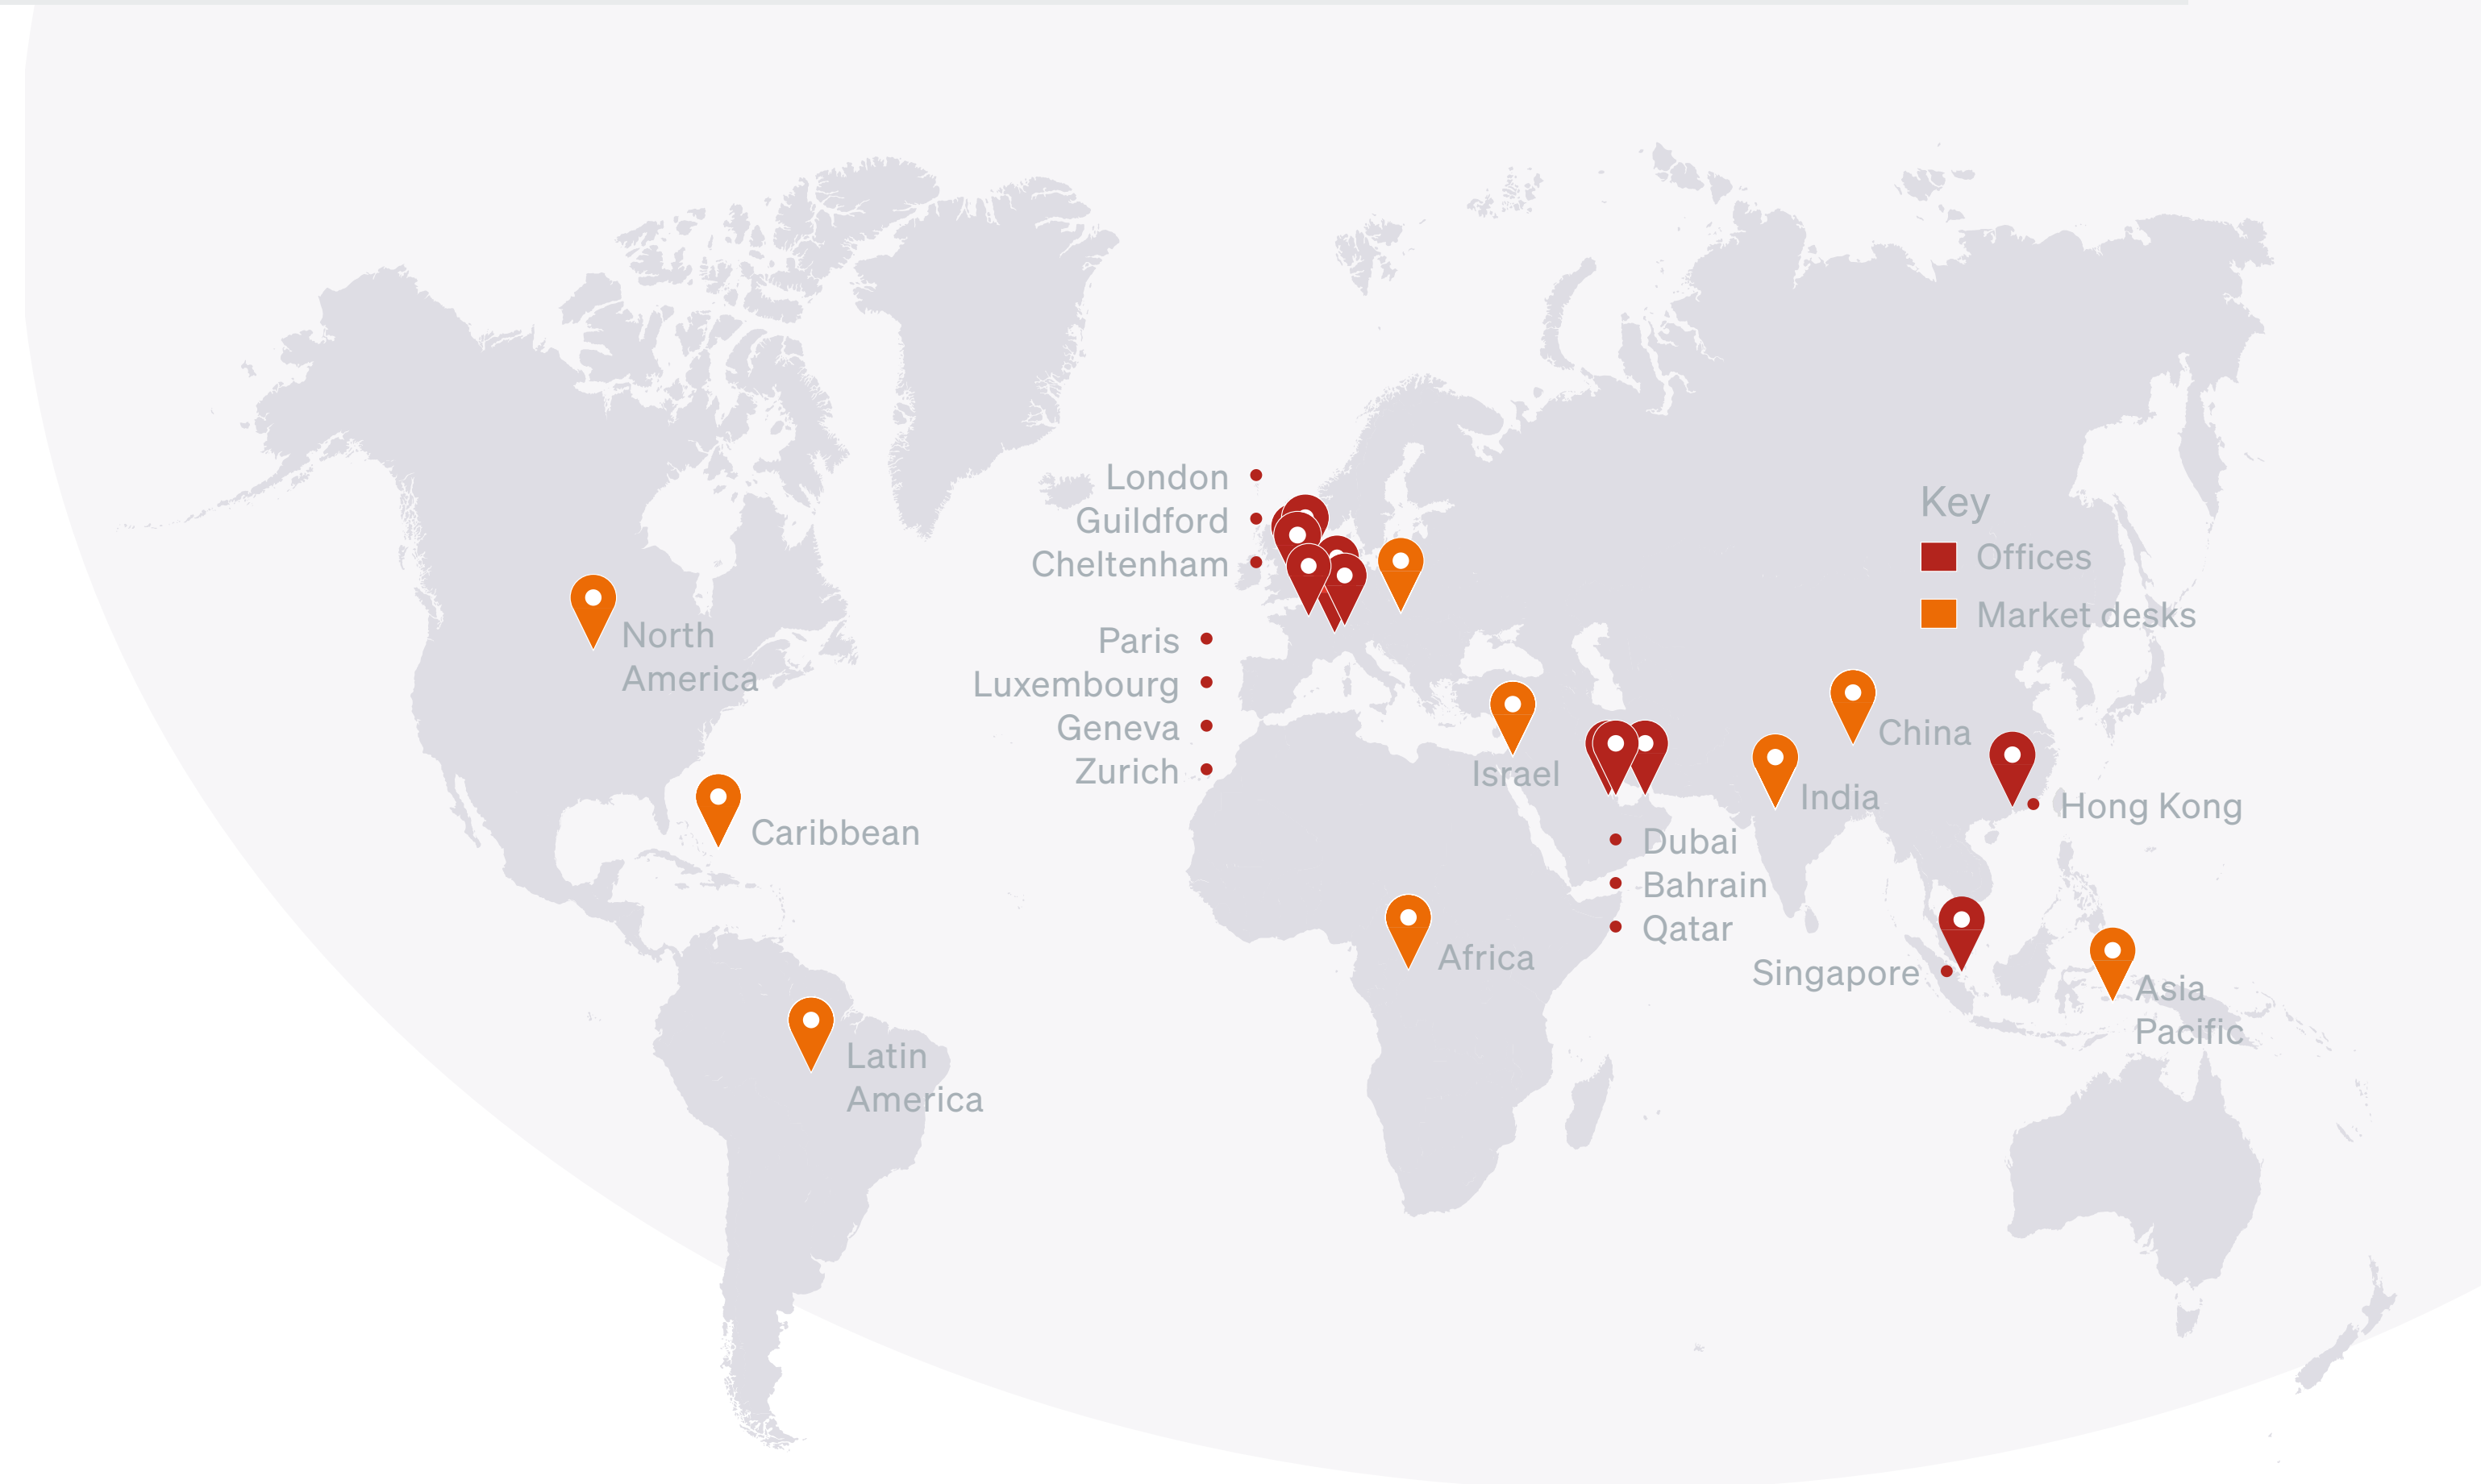 London
Guildford
Cheltenham
Paris
Luxembourg
Geneva
Zurich
North
America
Caribbean
Latin
America
Israel
Africa
Dubai
Bahrain
Qatar
India
China
Hong Kong
Singapore
Asia
Pacific
Key
Offices
Market desks